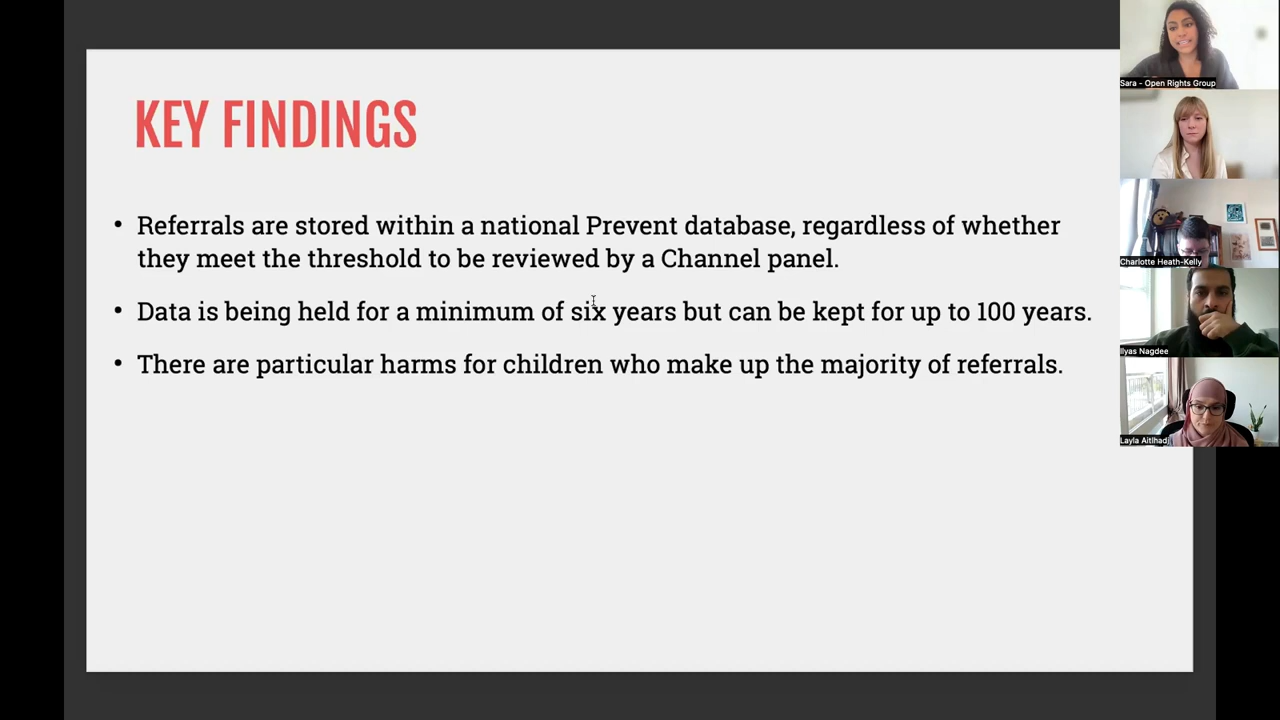 KEY FINDINGS
• Referrals are stored within a national Prevent database, regardless of whether
they meet the threshold to be reviewed by a Channel panel.
• Data is being held for a minimum of six years but can be kept for up to 100 years.
• There are particular harms for children who make up the majority of referrals.
Sara - Open Rights Group
Charlotte Heath-Kelly
Ilyas Nagdee
Layla Aitlhadj